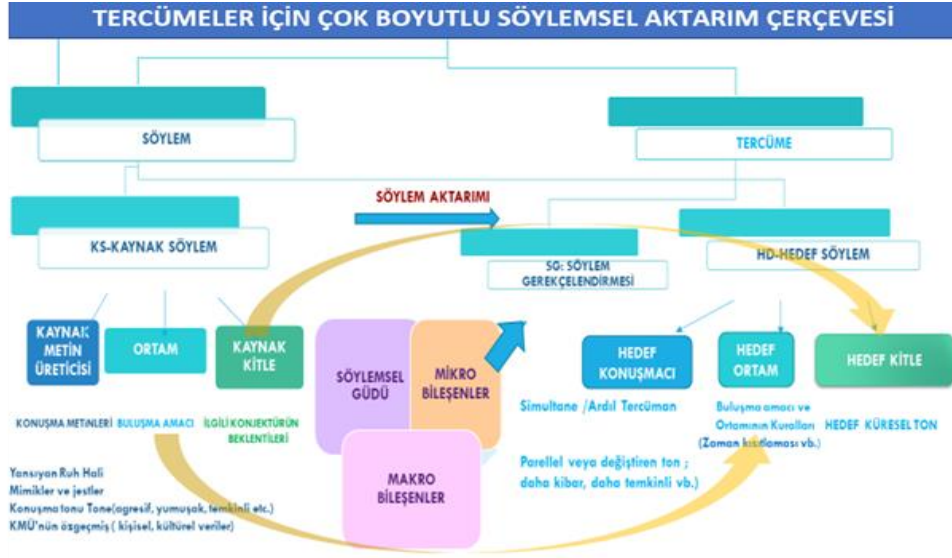 TERCÜMELER İÇİN ÇOK BOYUTLU SÖYLEMSEL AKTARIM ÇERÇEVESİ
SÖYLEM
TERCÜME
SÖYLEM AKTARIMI
KS-KAYNAK SÖYLEM
SG: SÖYLEM
GEREKÇELENDİRMESİ
HD-HEDEF SÖYLEM
KAYNAK
METİN
ÜRETİCİSİ
ORTAM
KAYNAK
KİTLE
SÖYLEMSEL
GÜDÜ
MİKRO
BİLEŞENLER
MAKRO
BİLEŞENLER
HEDEF
KONUŞMACI
HEDEF
ORTAM
HEDEF KİTLE
KONUŞMA METıNLERİ
BULUŞMA AMACI
İLGİLİ KONJEKTÜRÜN
BEKLENTİLERİ
Simultane /Ardıl Tercüman
Buluşma amacı ve
Ortamının Kuralları
(Zaman kısıtlaması vb.)
HEDEF KÜRESEL TON
Parellel veya değiştiren ton ;
daha kibar, daha temkinli vb.)
Yansıyan Ruh Hali
Mimikler ve jestler
Konuşma tonu Tone(agresif, yumuşak, temkinli etc.)
KMÜ'nün özgeçmiş ( kişisel, kültürel veriler)